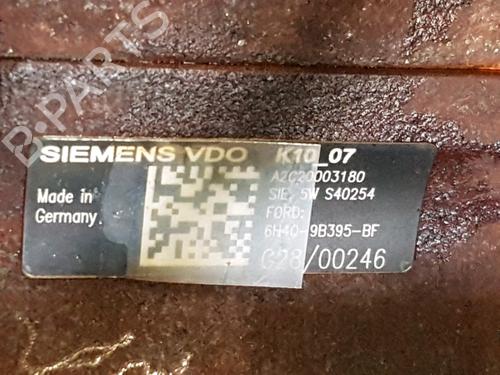 B-PARTS
SIEMENS VDO K10_07
A2C20003180
SIE. 5W S40254
Made in
Germany
FORD:
6H40-9B395-BF
G28/00246